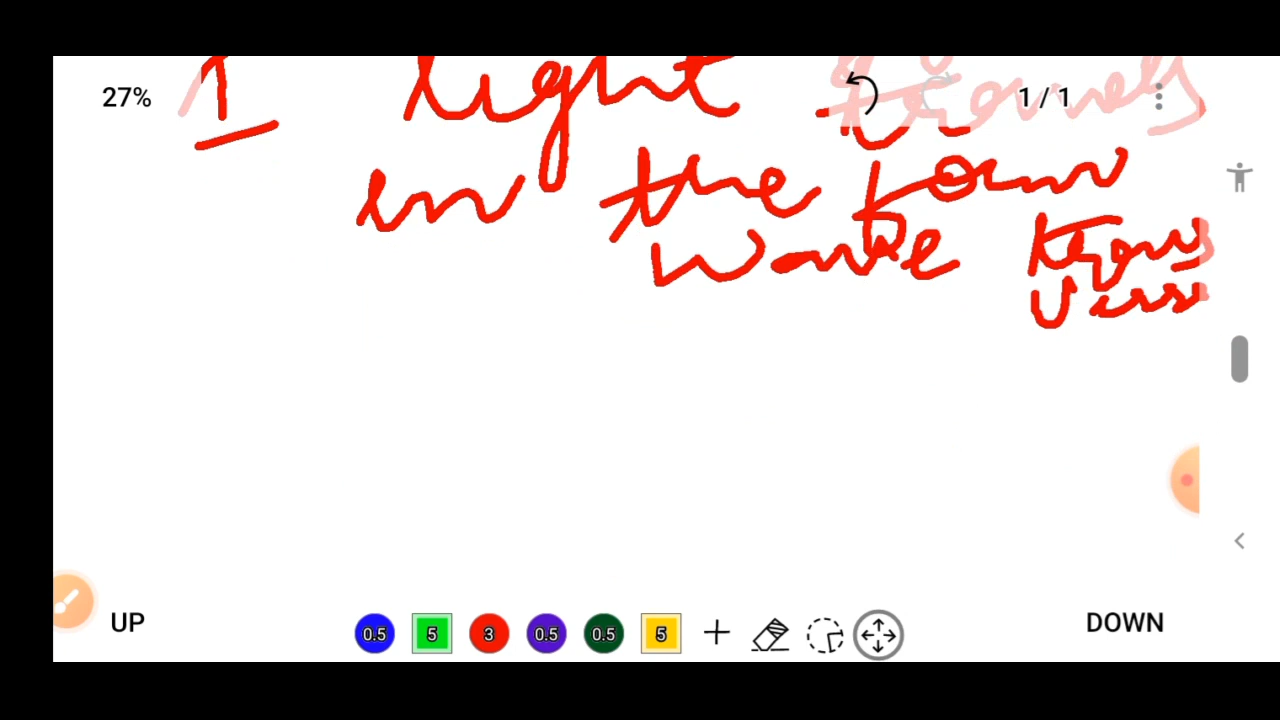 27%
1 light travels 1 / 1
in the form
wave
UP 0.5 5 3 0.5 0.5 5 DOWN